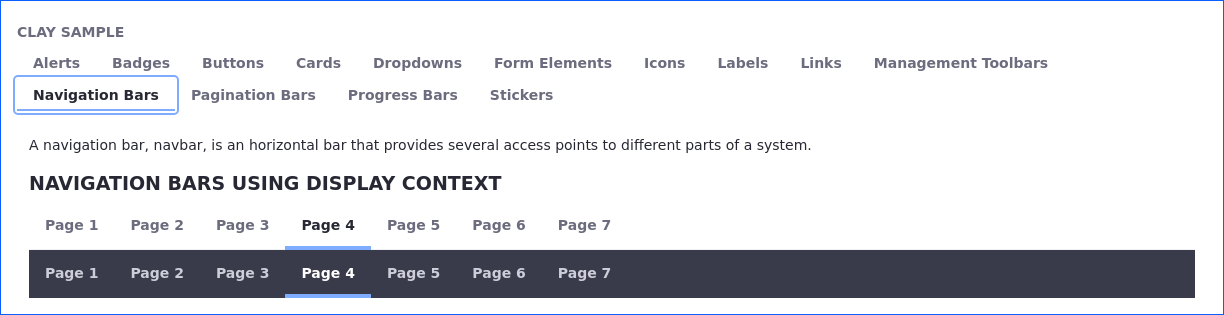 CLAY SAMPLE
Alerts Badges Buttons Cards Dropdowns Form Elements Icons Labels Links Management Toolbars
Navigation Bars Pagination Bars Progress Bars Stickers
A navigation bar, navbar, is an horizontal bar that provides several access points to different parts of a system.
NAVIGATION BARS USING DISPLAY CONTEXT
Page 1 Page 2 Page 3 Page 4 Page 5 Page 6 Page 7
Page 1 Page 2 Page 3 Page 4 Page 5 Page 6 Page 7